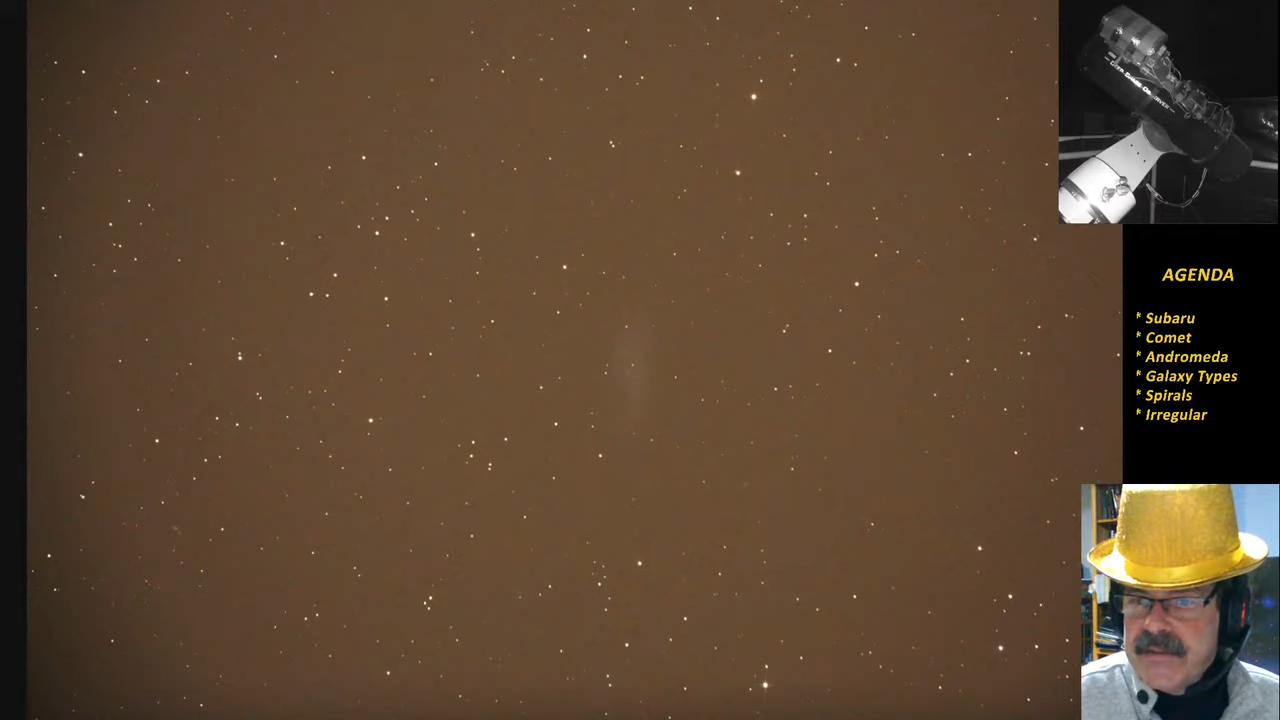 AGENDA
* Subaru
* Comet
* Andromeda
* Galaxy Types
* Spirals
* Irregular